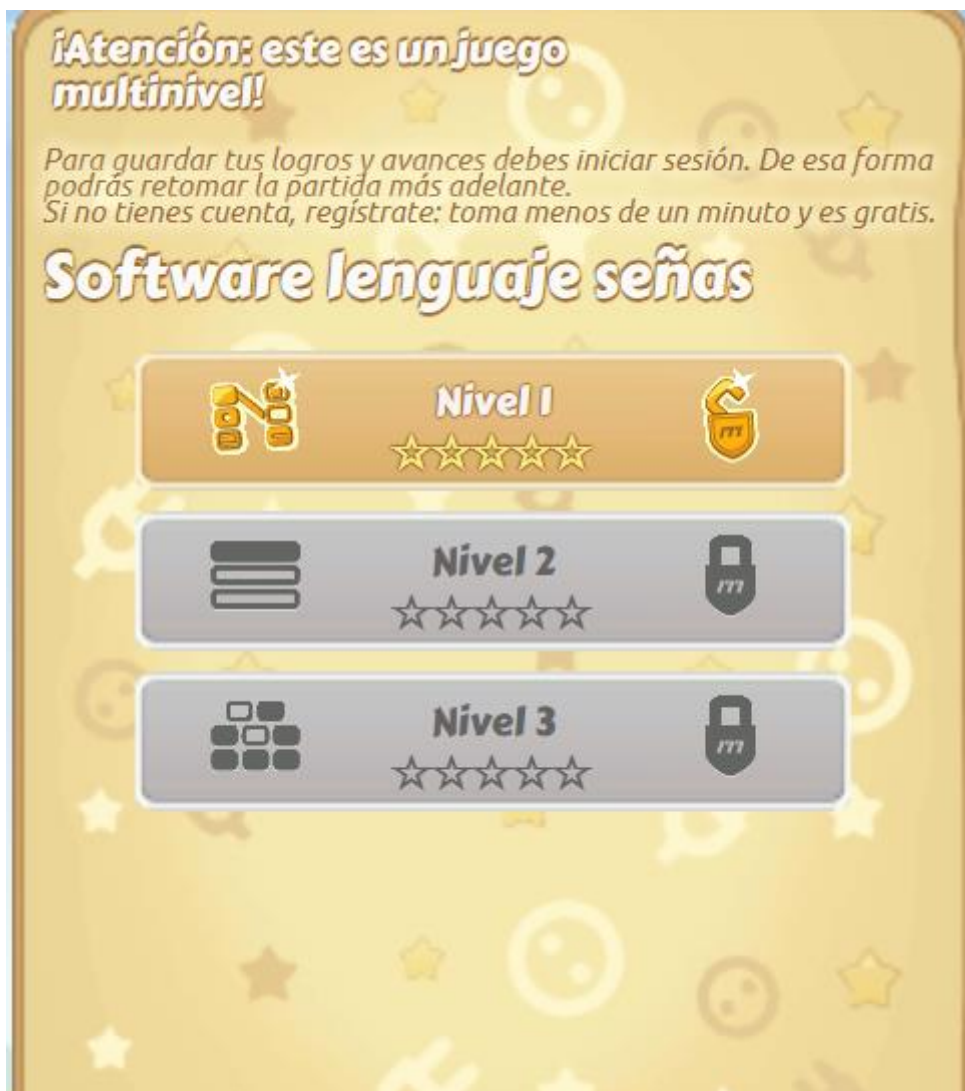 ¡Atención: este es un juego
multinivel!
Para guardar tus logros y avances debes iniciar sesión. De esa forma
podrás retomar la partida más adelante.
Si no tienes cuenta, regístrate: toma menos de un minuto y es gratis.
Software lenguaje señas
Nivel 1
m
Nivel 2
m
Nivel 3
m